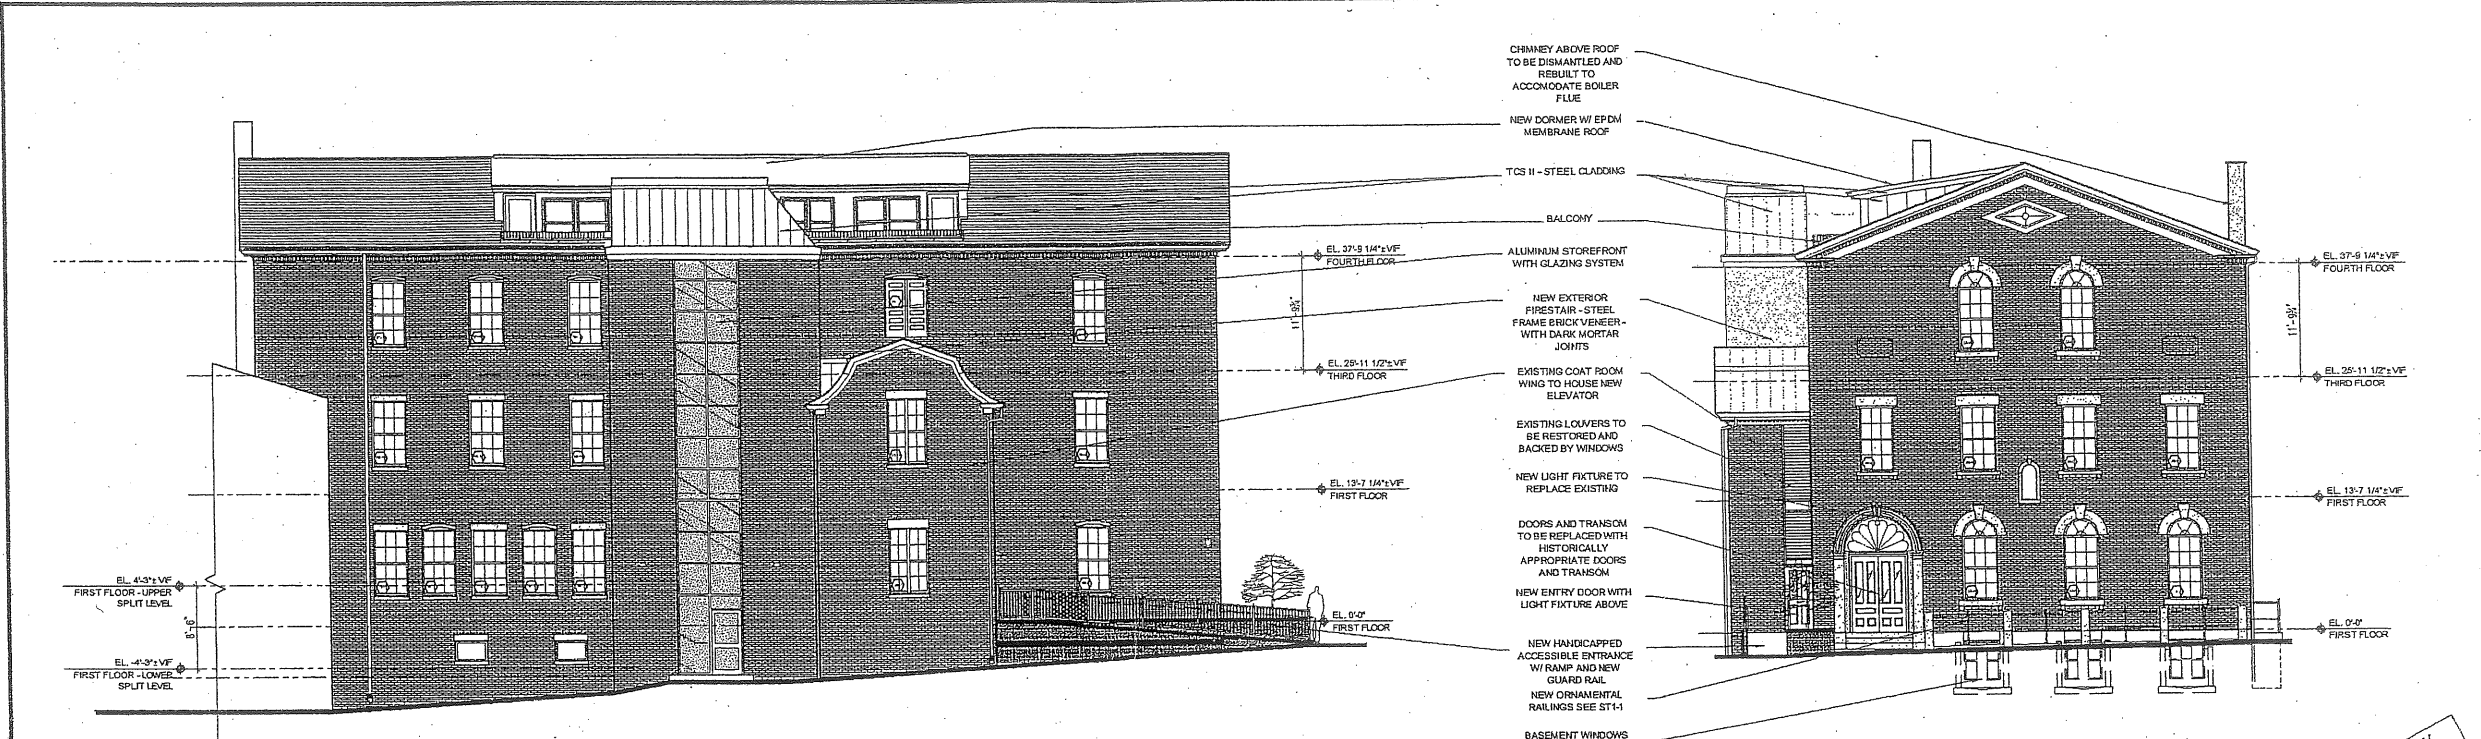 CHIMNEY ABOVE ROOF
TO BE DISMANTLED AND
REBUILT TO
ACCOMODATE BOILER
FLUE
NEW DORMER W/ EPDM
MEMBRANE ROOF
TCS II - STEEL CLADDING
BALCONY
ALUMINUM STOREFRONT
WITH GLAZING SYSTEM
NEW EXTERIOR
FIRESTAIR - STEEL
FRAME BRICK VENEER -
WITH DARK MORTAR
JOINTS
EXISTING COAT ROOM
WING TO HOUSE NEW
ELEVATOR
EXISTING LOUVERS TO
BE RESTORED AND
BACKED BY WINDOWS
NEW LIGHT FIXTURE TO
REPLACE EXISTING
DOORS AND TRANSOM
TO BE REPLACED WITH
HISTORICALLY
APPROPRIATE DOORS
AND TRANSOM
NEW ENTRY DOOR WITH
LIGHT FIXTURE ABOVE
NEW HANDICAPPED
ACCESSIBLE ENTRANCE
W/ RAMP AND NEW
GUARD RAIL
NEW ORNAMENTAL
RAILINGS SEE ST1-1
BASEMENT WINDOWS
EL. 4'-3"± VIF
FIRST FLOOR - UPPER
SPLIT LEVEL
8'-6"
EL. -4'-3"± VIF
FIRST FLOOR - LOWER
SPLIT LEVEL
EL. 37'-9 1/4"± VIF
FOURTH FLOOR
11'-9¾"
EL. 25'-11 1/2"± VIF
THIRD FLOOR
EL. 13'-7 1/4"± VIF
FIRST FLOOR
EL. 0'-0"
FIRST FLOOR
EL. 37'-9 1/4"± VIF
FOURTH FLOOR
11'-9¾"
EL. 25'-11 1/2"± VIF
THIRD FLOOR
EL. 13'-7 1/4"± VIF
FIRST FLOOR
EL. 0'-0"
FIRST FLOOR